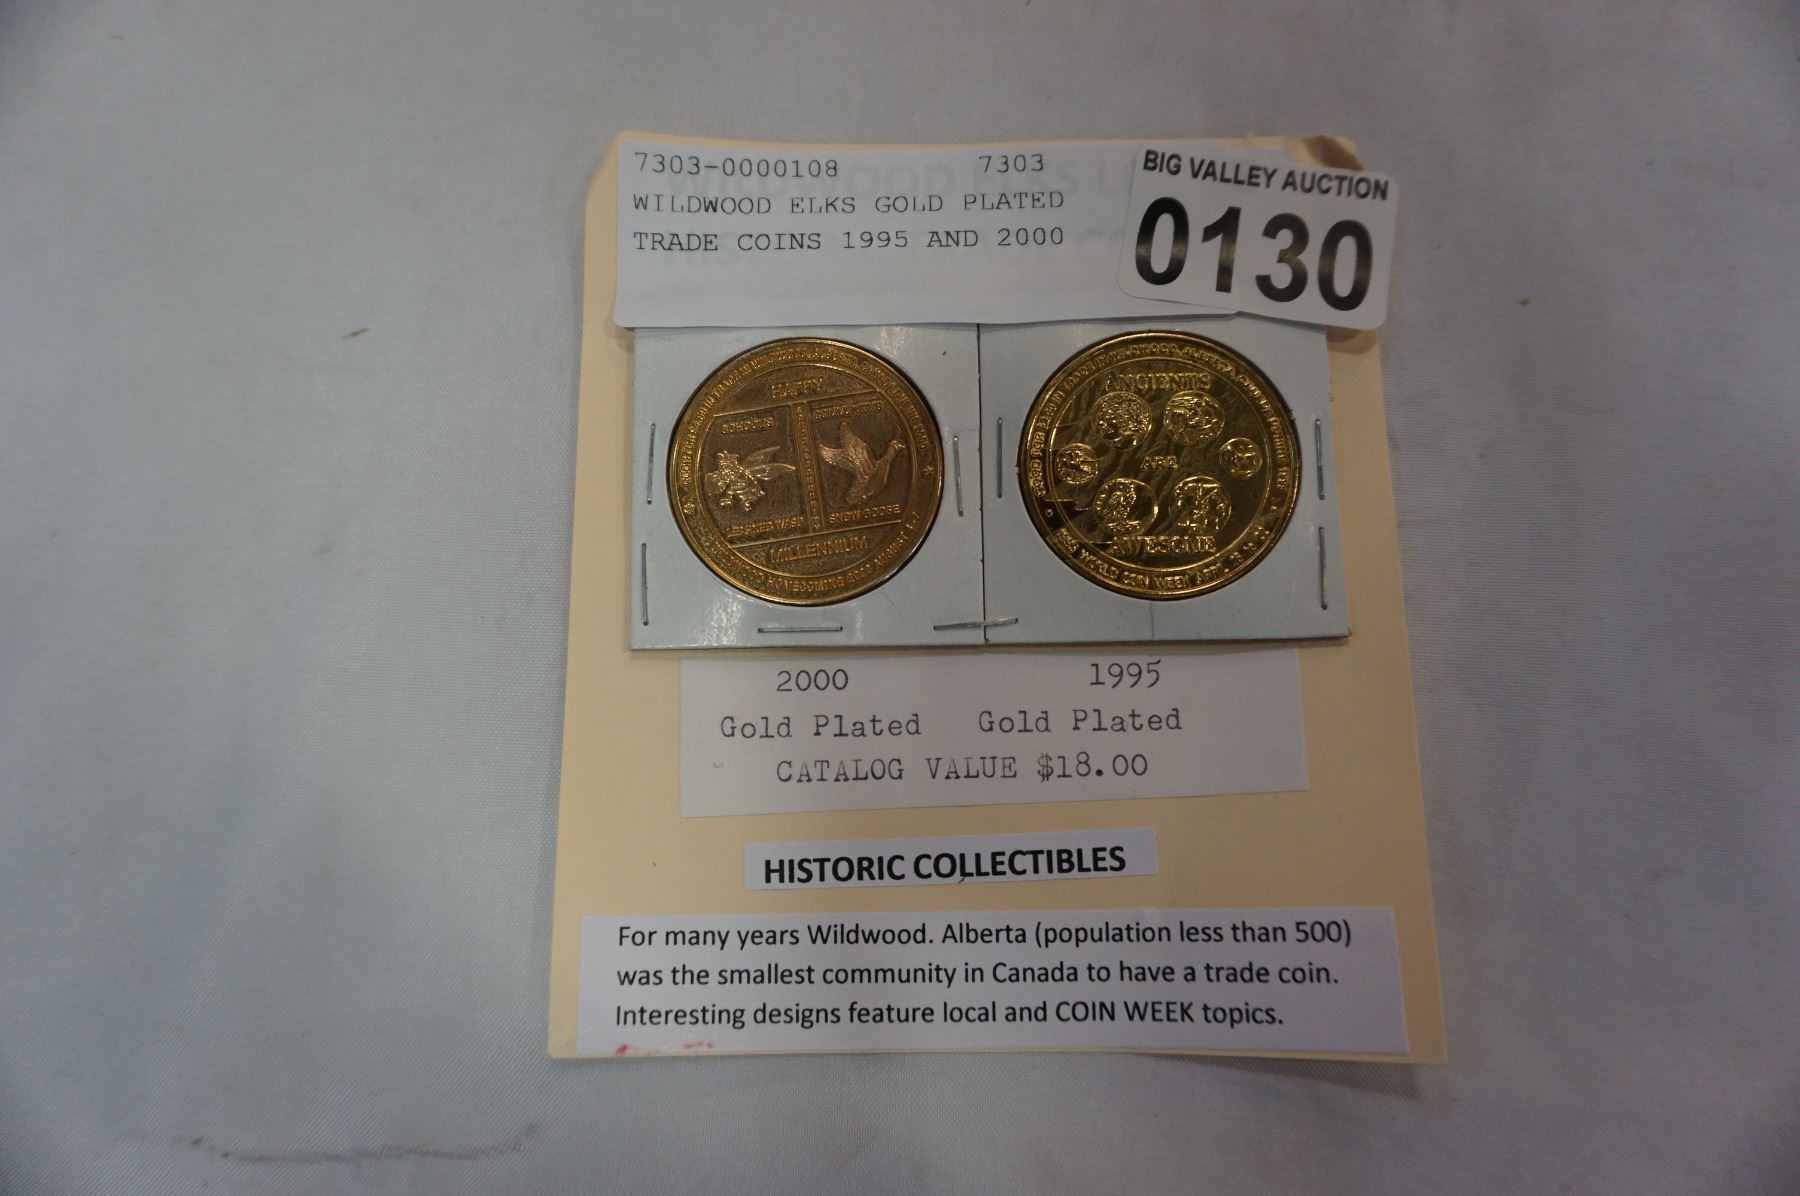 7303-0000108 7303
WILDWOOD ELKS GOLD PLATED
TRADE COINS 1995 AND 2000
BIG VALLEY AUCTION
0130
HAPPY
SCHOOLS
SNOW GOOSE
MILLENNIUM
ANCIENTS
ARE
AWESOME
2000 1995
Gold Plated Gold Plated
CATALOG VALUE $18.00
HISTORIC COLLECTIBLES
For many years Wildwood. Alberta (population less than 500)
was the smallest community in Canada to have a trade coin.
Interesting designs feature local and COIN WEEK topics.